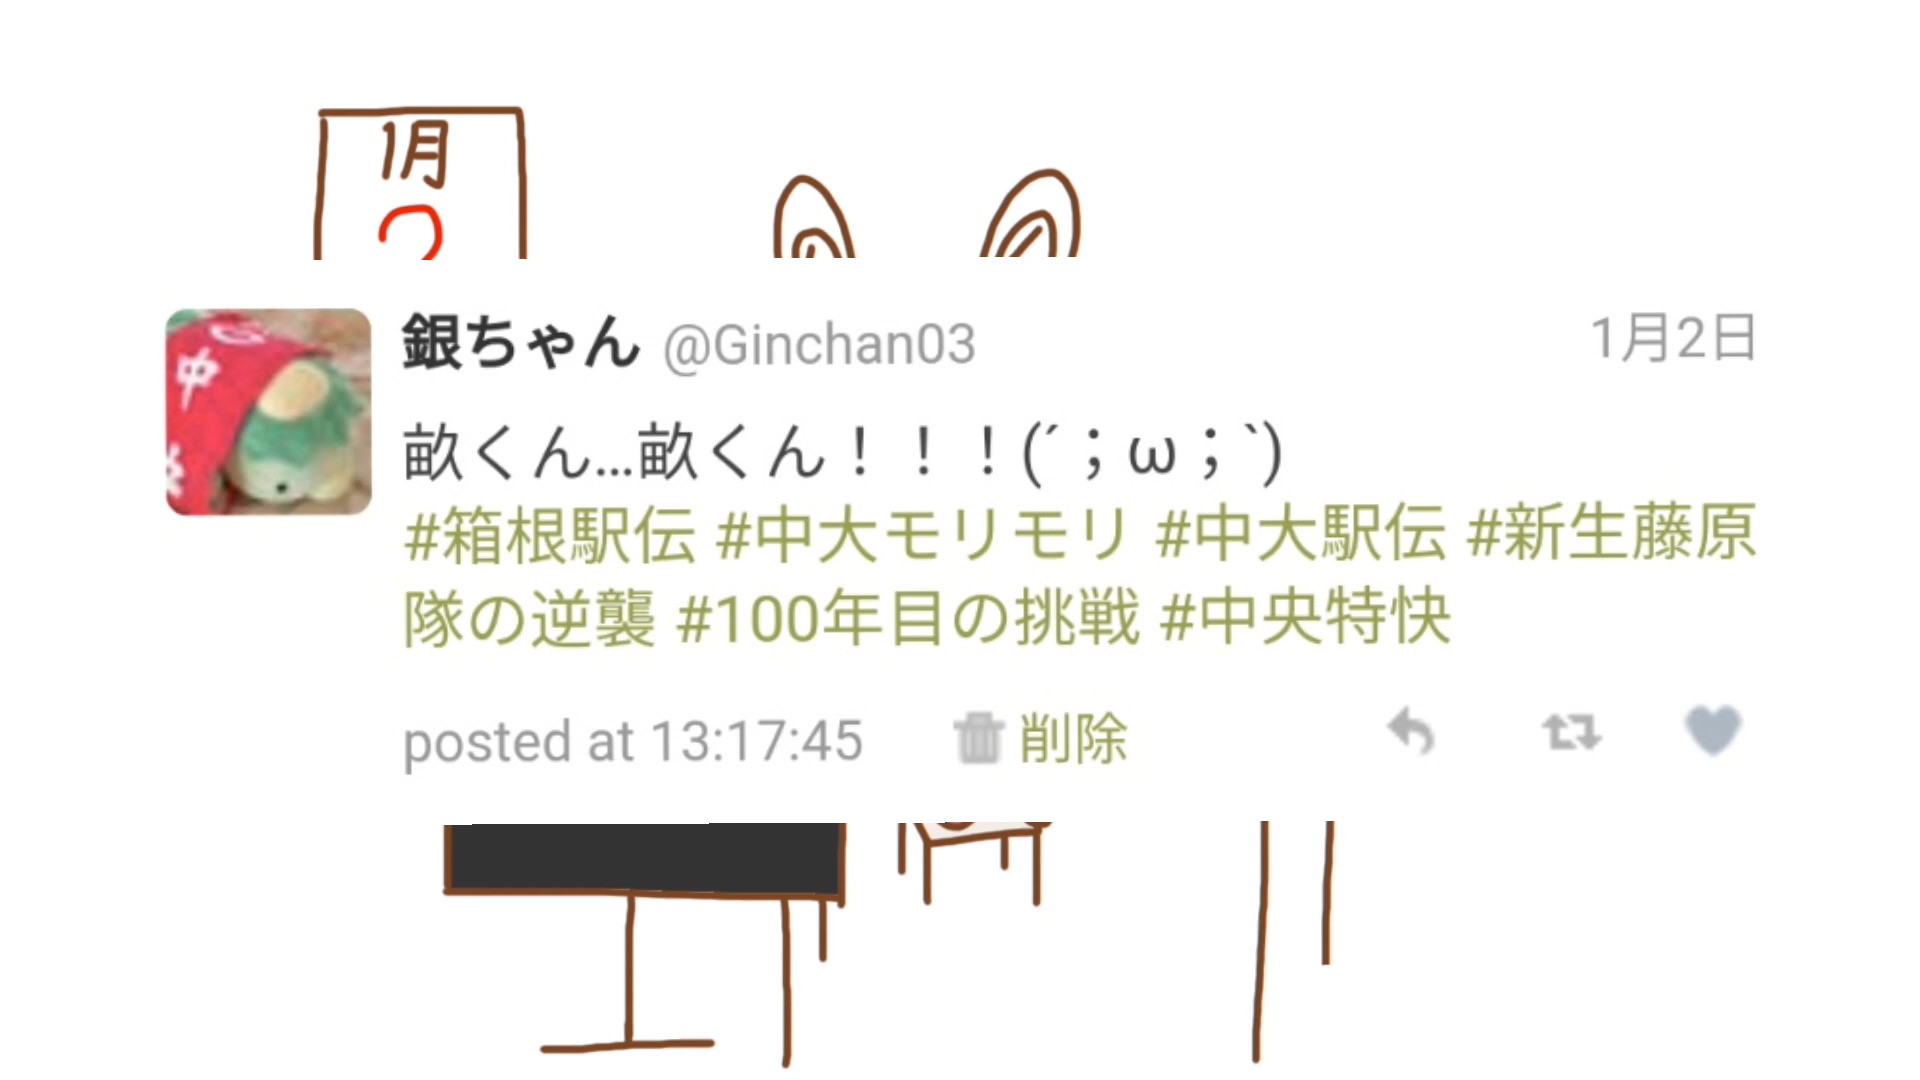 1月
銀ちゃん @Ginchan03 1月2日
中
畝くん…畝くん！！！(´；ω；`)
#箱根駅伝 #中大モリモリ #中大駅伝 #新生藤原
隊の逆襲 #100年目の挑戦 #中央特快
posted at 13:17:45 削除